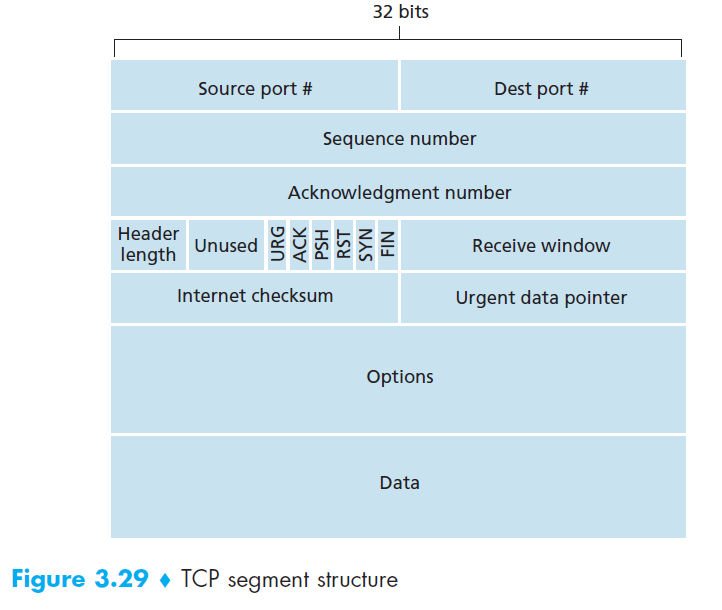 32 bits
Source port #
Dest port #
Sequence number
Acknowledgment number
Header
length
Unused
URG
ACK
PSH
RST
SYN
FIN
Receive window
Internet checksum
Urgent data pointer
Options
Data
Figure 3.29 ♦ TCP segment structure